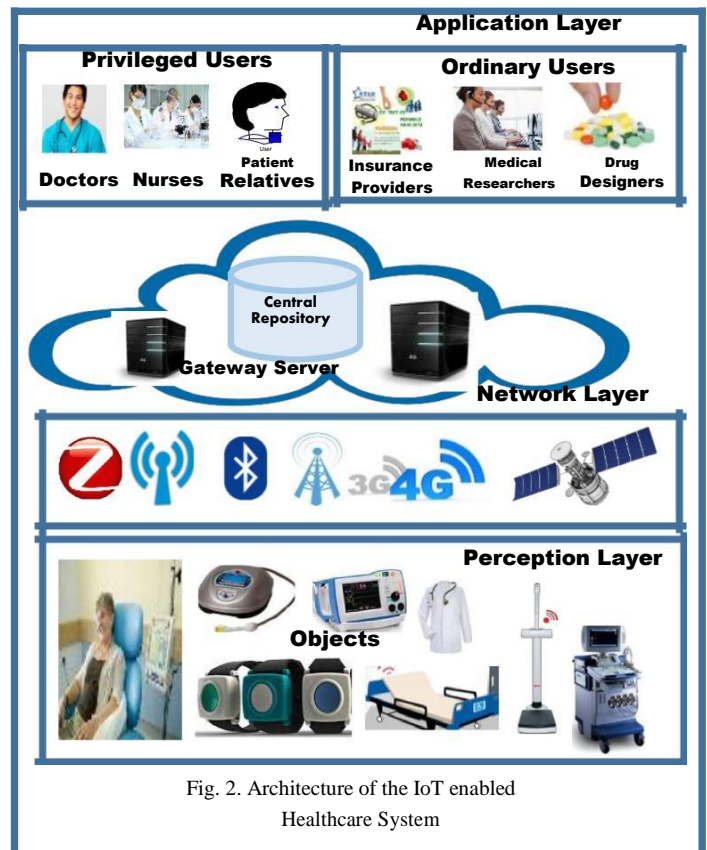 Application Layer
Privileged Users
Ordinary Users
User
Doctors
Nurses
Patient
Relatives
STAR
Insurance
Providers
Medical
Researchers
Drug
Designers
Central
Repository
Gateway Server
Network Layer
Z
3G
4G
Perception Layer
Objects
Fig. 2. Architecture of the IoT enabled
Healthcare System